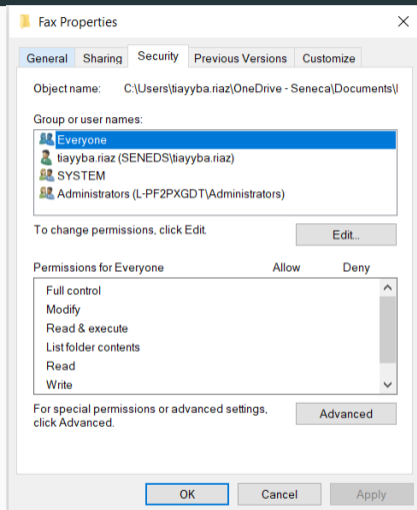 Fax Properties
General Sharing Security Previous Versions Customize
Object name: C:\Users\tiayyba.riaz\OneDrive - Seneca\Documents\
Group or user names:
Everyone
tiayyba.riaz (SENEDS\tiayyba.riaz)
SYSTEM
Administrators (L-PF2PXGDT\Administrators)
To change permissions, click Edit.
Edit...
Permissions for Everyone Allow Deny
Full control
Modify
Read & execute
List folder contents
Read
Write
For special permissions or advanced settings, click Advanced.
Advanced
OK Cancel Apply